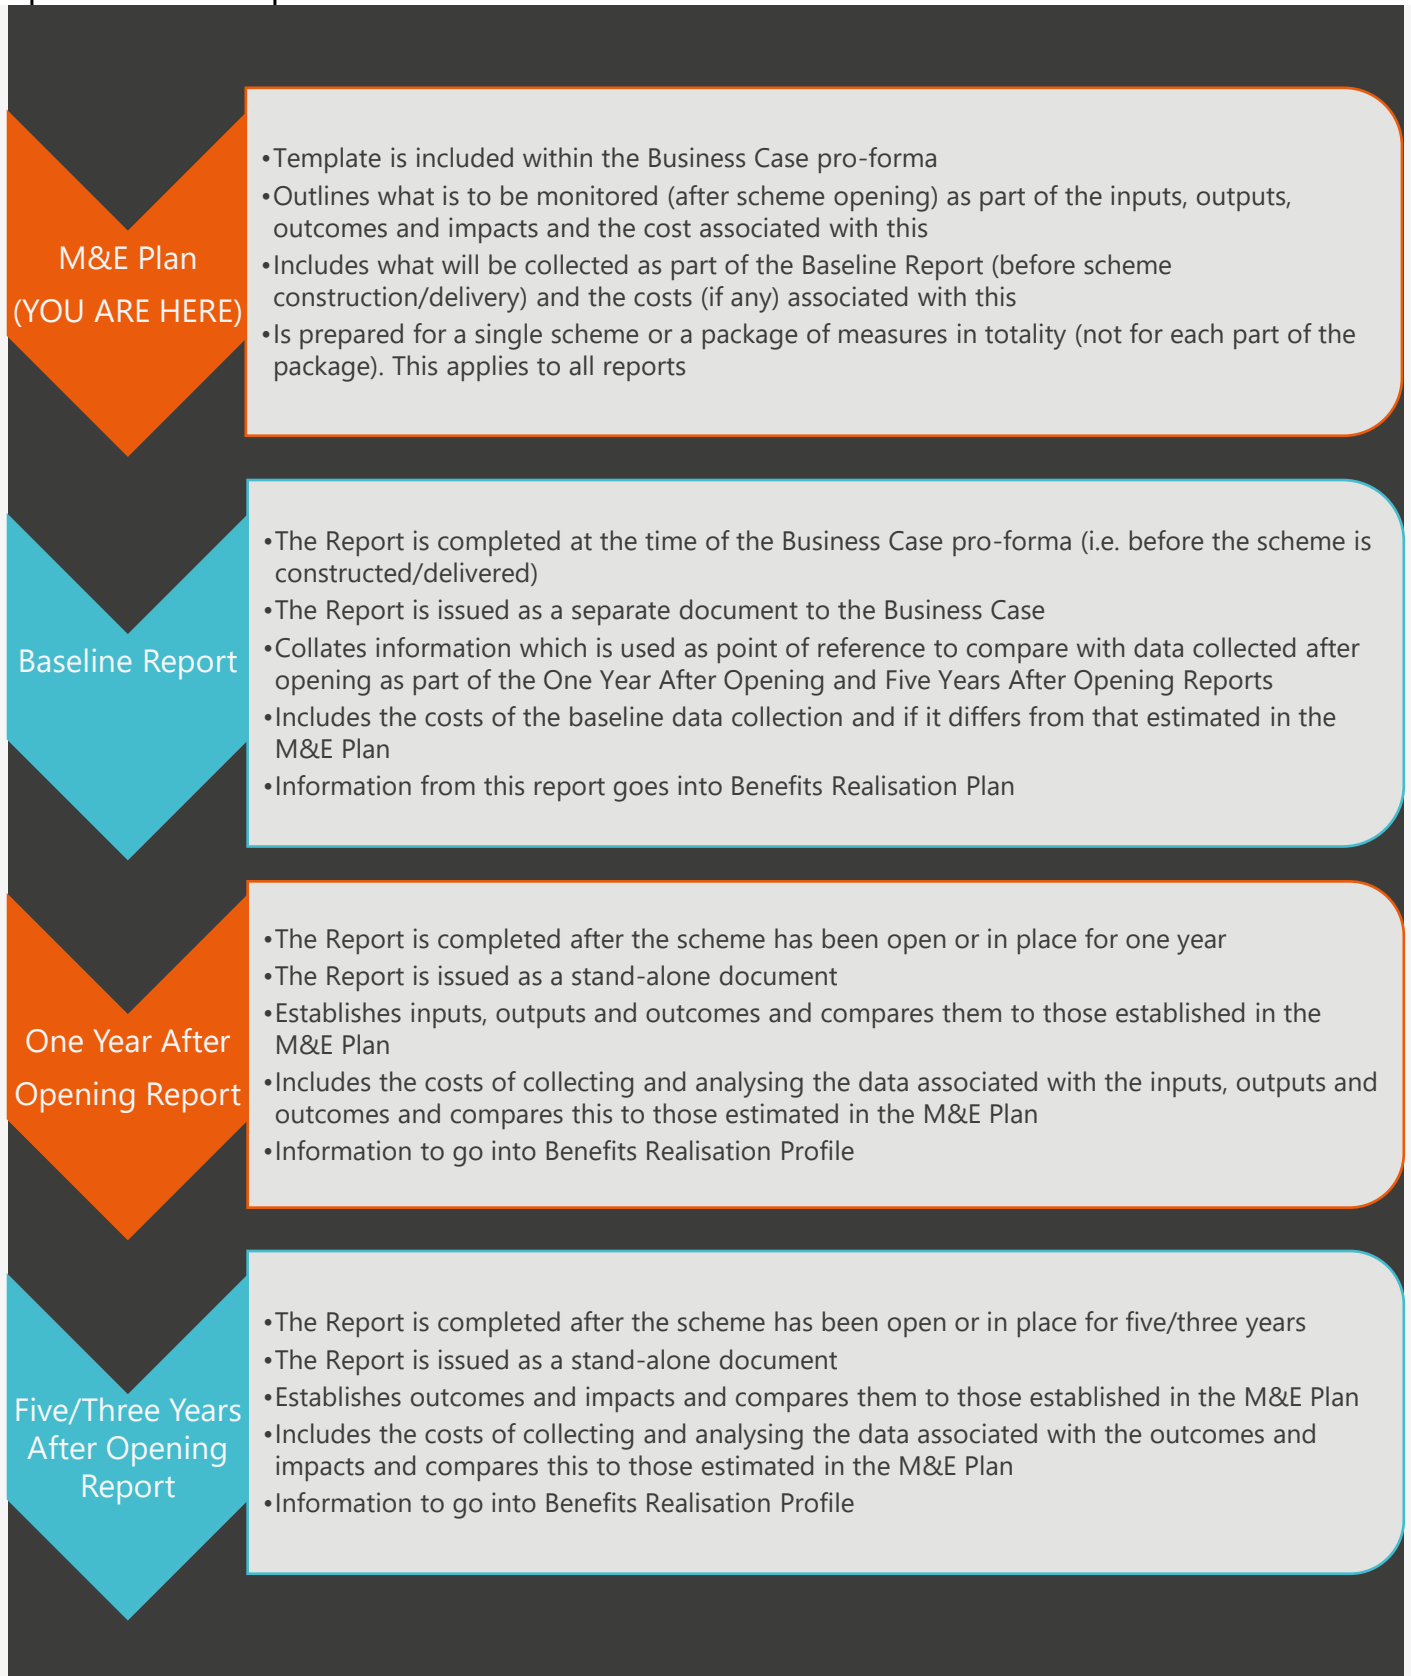 M&E Plan
(YOU ARE HERE)
•Template is included within the Business Case pro-forma
•Outlines what is to be monitored (after scheme opening) as part of the inputs, outputs,
outcomes and impacts and the cost associated with this
•Includes what will be collected as part of the Baseline Report (before scheme
construction/delivery) and the costs (if any) associated with this
•Is prepared for a single scheme or a package of measures in totality (not for each part of the
package). This applies to all reports
Baseline Report
•The Report is completed at the time of the Business Case pro-forma (i.e. before the scheme is
constructed/delivered)
•The Report is issued as a separate document to the Business Case
•Collates information which is used as point of reference to compare with data collected after
opening as part of the One Year After Opening and Five Years After Opening Reports
•Includes the costs of the baseline data collection and if it differs from that estimated in the
M&E Plan
•Information from this report goes into Benefits Realisation Plan
One Year After
Opening Report
•The Report is completed after the scheme has been open or in place for one year
•The Report is issued as a stand-alone document
•Establishes inputs, outputs and outcomes and compares them to those established in the
M&E Plan
•Includes the costs of collecting and analysing the data associated with the inputs, outputs and
outcomes and compares this to those estimated in the M&E Plan
•Information to go into Benefits Realisation Profile
Five/Three Years
After Opening
Report
•The Report is completed after the scheme has been open or in place for five/three years
•The Report is issued as a stand-alone document
•Establishes outcomes and impacts and compares them to those established in the M&E Plan
•Includes the costs of collecting and analysing the data associated with the outcomes and
impacts and compares this to those estimated in the M&E Plan
•Information to go into Benefits Realisation Profile